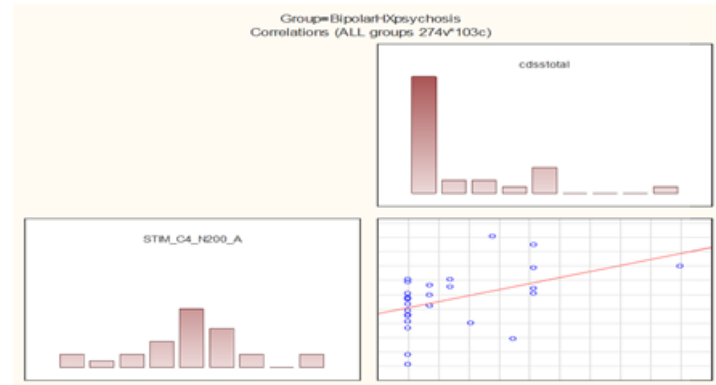 Group=BipolarHXpsychosis
Correlations (ALL groups 274v*103c)
cdsstotal
STIM_C4_N200_A